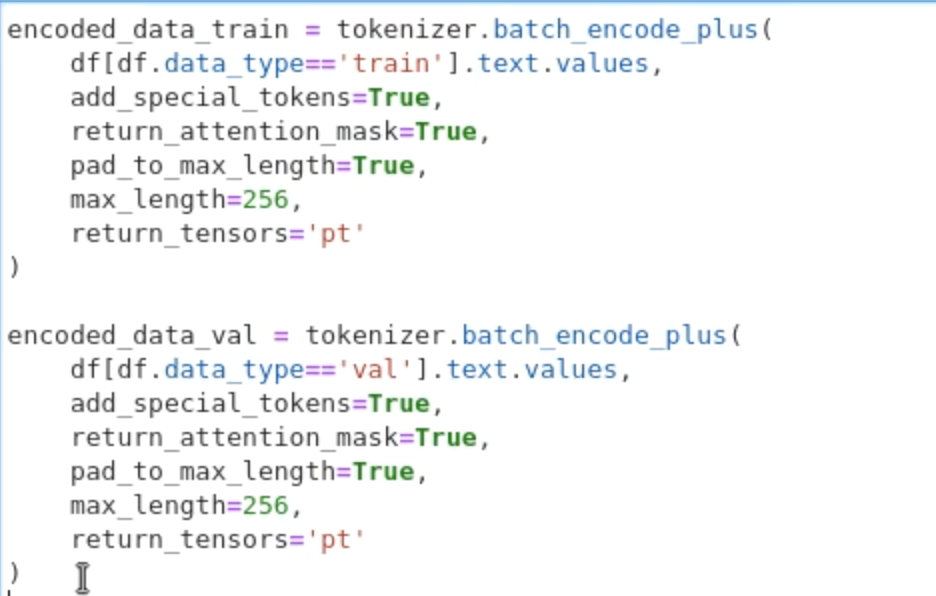 encoded_data_train = tokenizer.batch_encode_plus(
    df[df.data_type=='train'].text.values,
    add_special_tokens=True,
    return_attention_mask=True,
    pad_to_max_length=True,
    max_length=256,
    return_tensors='pt'
)

encoded_data_val = tokenizer.batch_encode_plus(
    df[df.data_type=='val'].text.values,
    add_special_tokens=True,
    return_attention_mask=True,
    pad_to_max_length=True,
    max_length=256,
    return_tensors='pt'
)